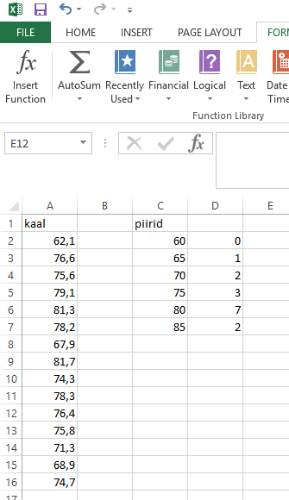 FILE HOME INSERT PAGE LAYOUT FORM
fx Σ
Insert AutoSum Recently Financial Logical Text Date
Function Used Time
Function Library
E12 fx
A B C D E
1 kaal piirid
2 62,1 60 0
3 76,6 65 1
4 75,6 70 2
5 79,1 75 3
6 81,3 80 7
7 78,2 85 2
8 67,9
9 81,7
10 74,3
11 78,3
12 76,4
13 75,8
14 71,3
15 68,9
16 74,7